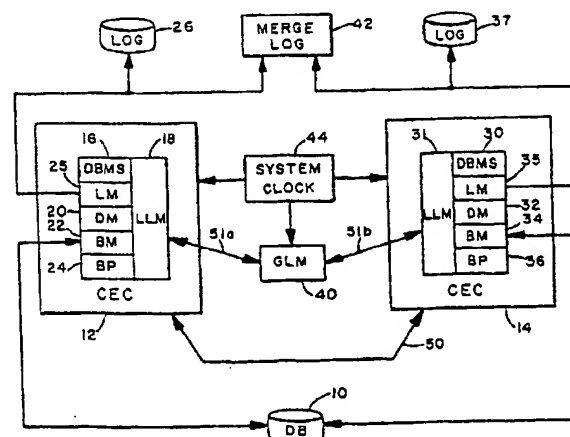 26
LOG
MERGE
LOG
42
37
LOG
16
18
44
31
30
25
DBMS
LM
20
DM
22
BM
24
BP
LLM
SYSTEM
CLOCK
LLM
DBMS
LM
35
DM
32
BM
34
BP
36
51a
GLM
51b
40
CEC
CEC
12
14
50
10
DB